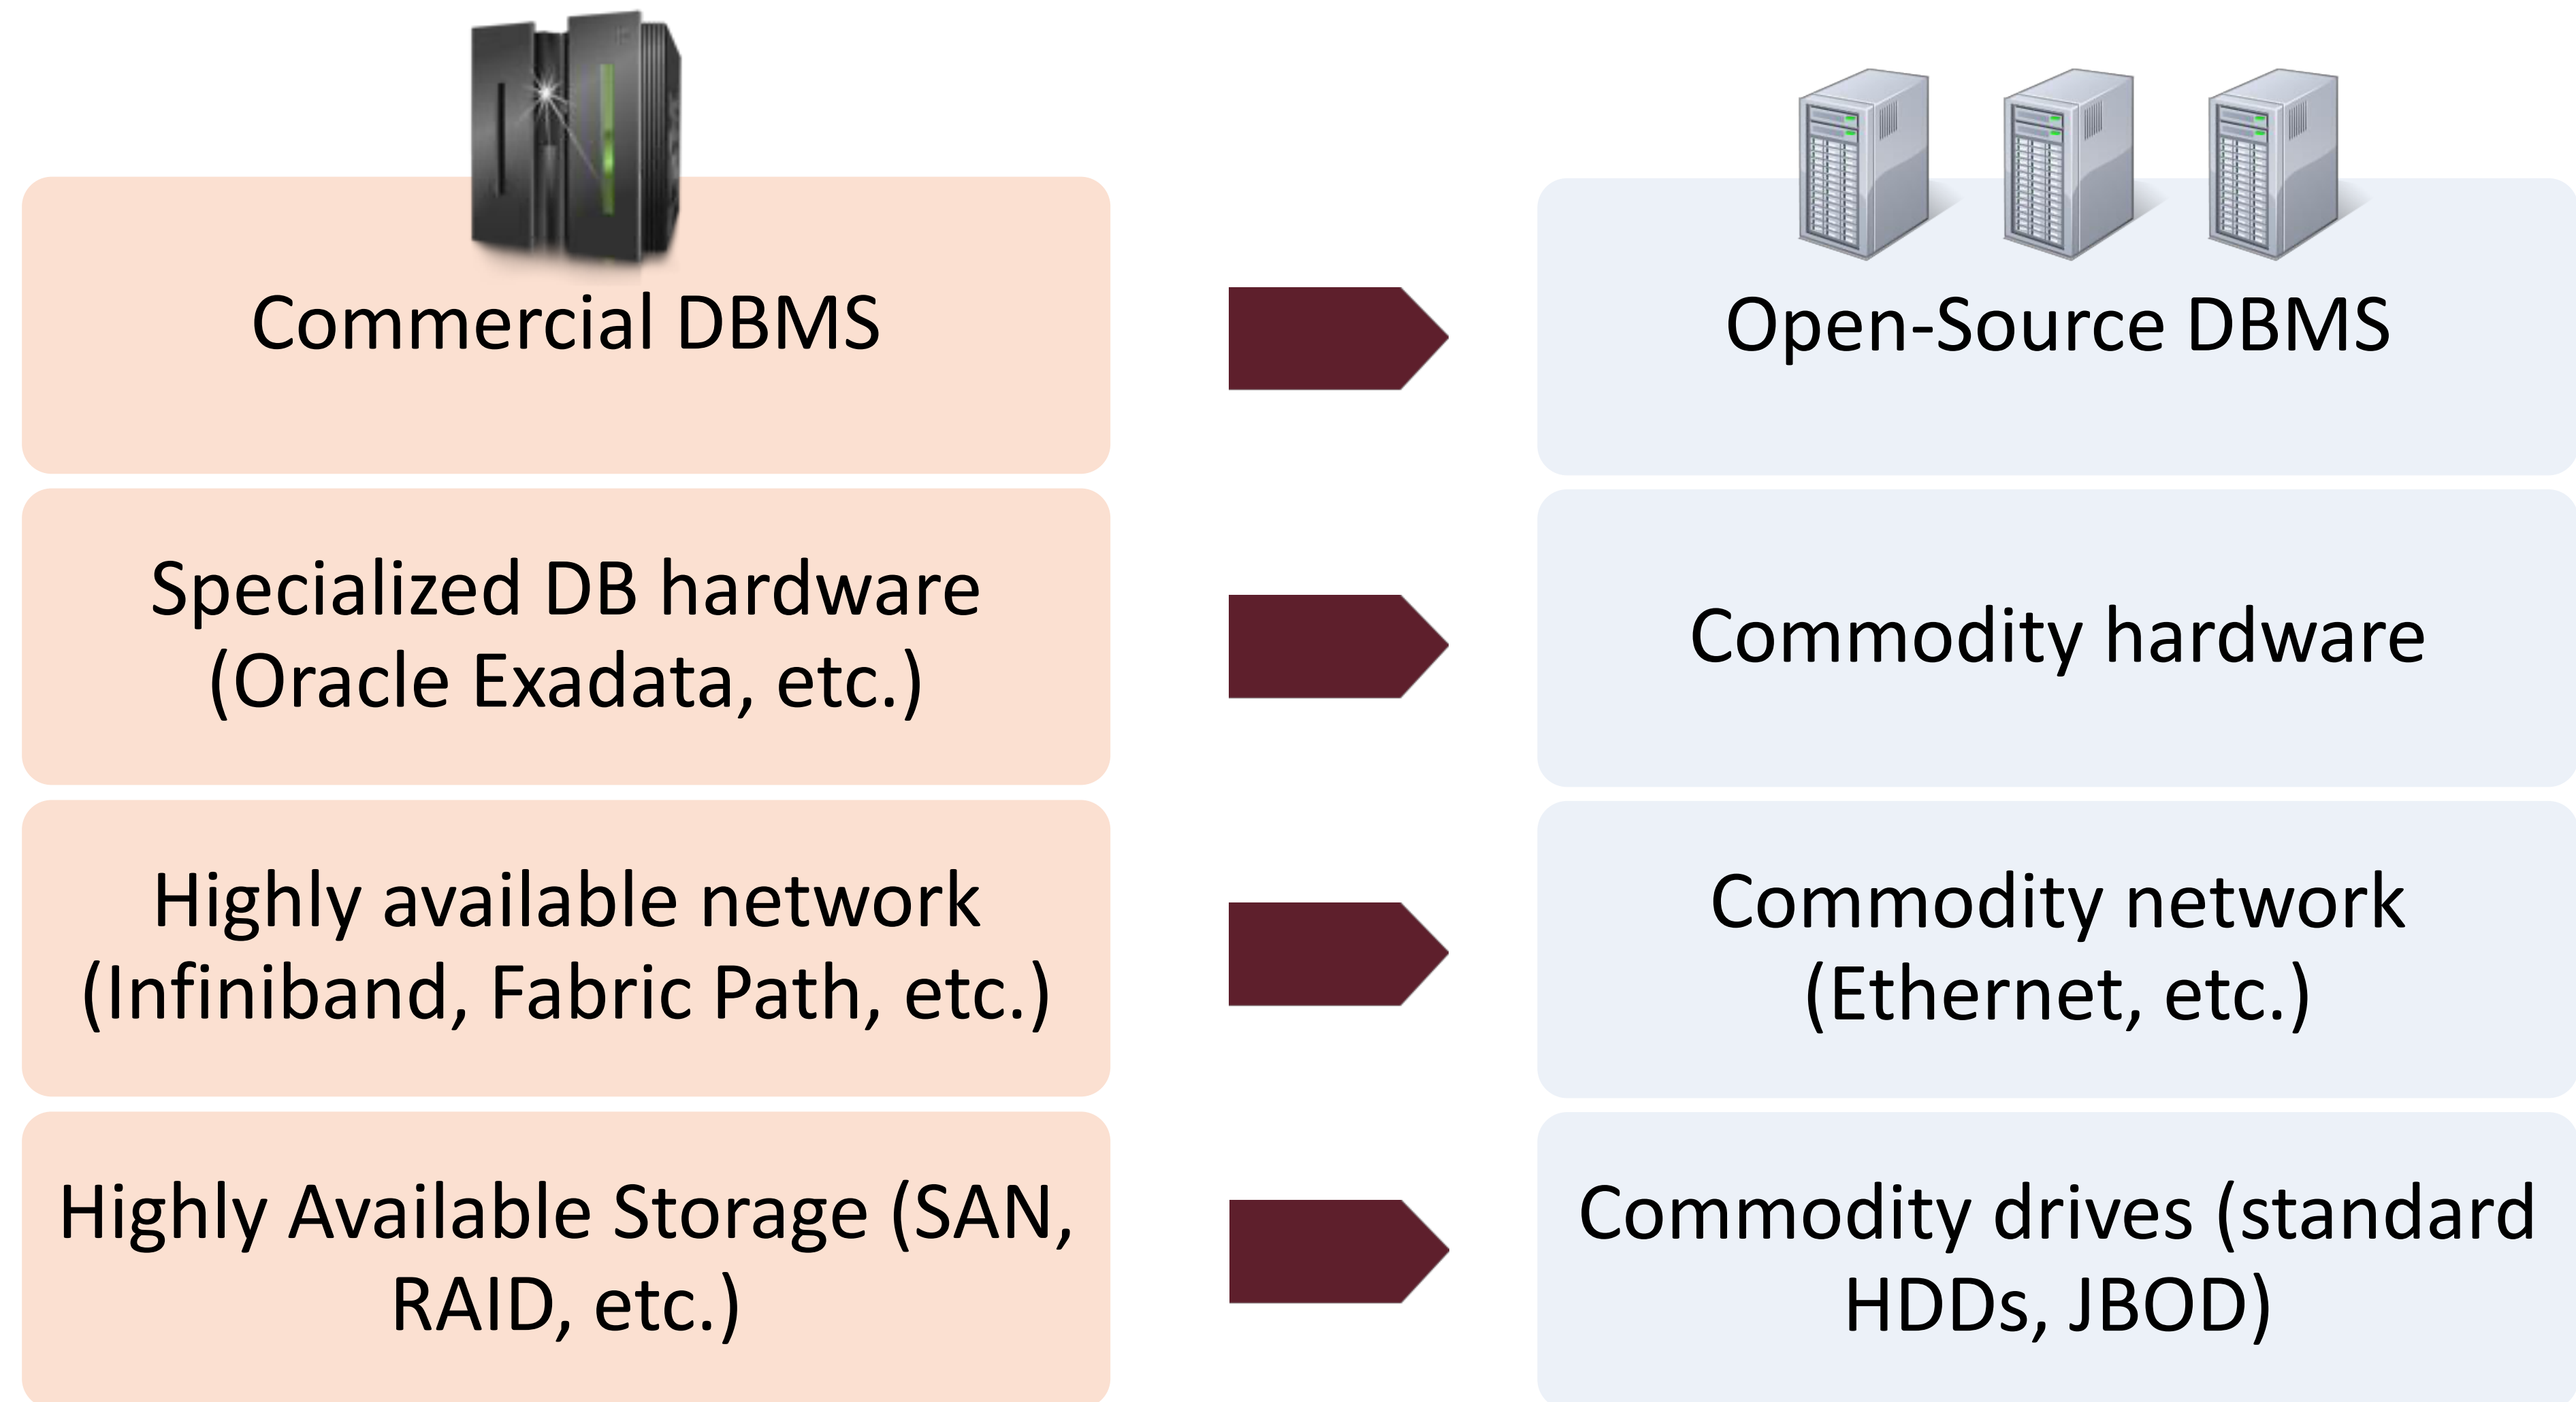 Commercial DBMS
Open-Source DBMS
Specialized DB hardware
(Oracle Exadata, etc.)
Commodity hardware
Highly available network
(Infiniband, Fabric Path, etc.)
Commodity network
(Ethernet, etc.)
Highly Available Storage (SAN,
RAID, etc.)
Commodity drives (standard
HDDs, JBOD)